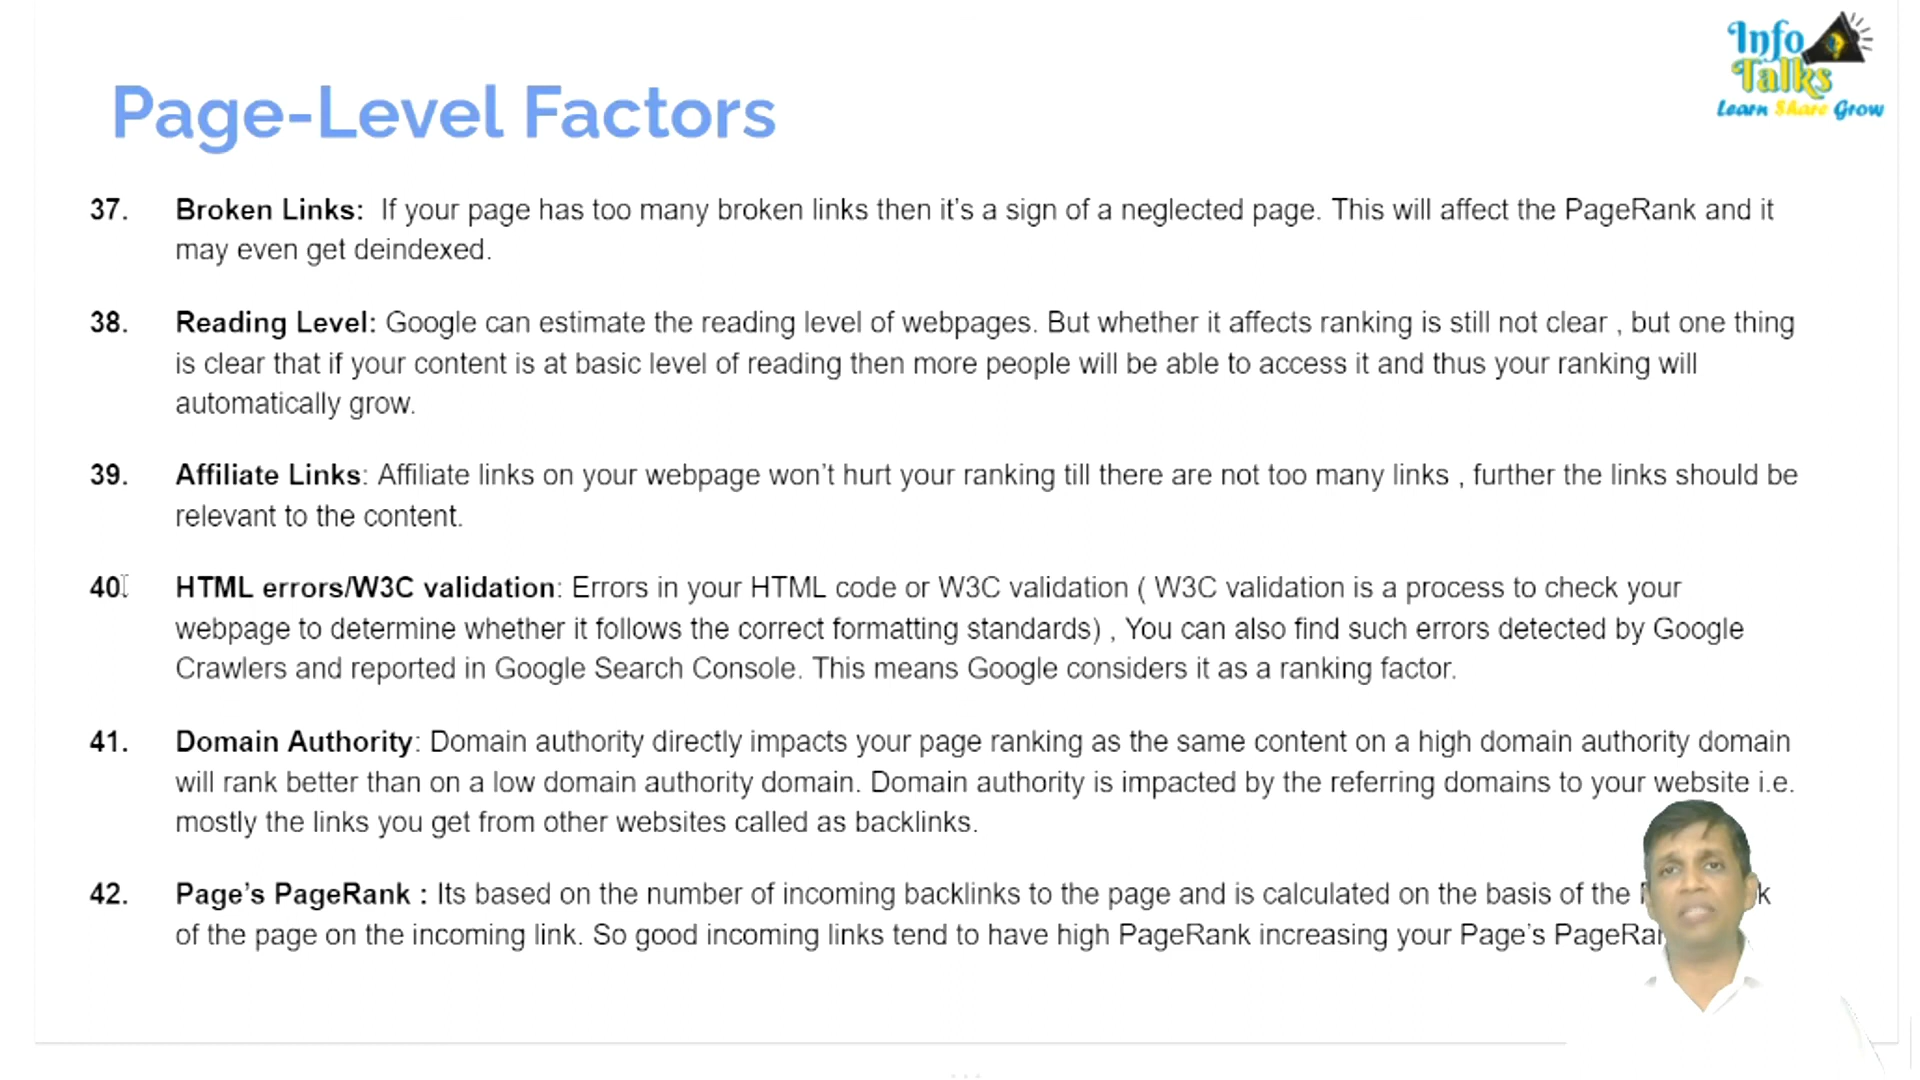 Info
Talks
Learn Share Grow
Page-Level Factors
37. Broken Links: If your page has too many broken links then it's a sign of a neglected page. This will affect the PageRank and it
may even get deindexed.
38. Reading Level: Google can estimate the reading level of webpages. But whether it affects ranking is still not clear , but one thing
is clear that if your content is at basic level of reading then more people will be able to access it and thus your ranking will
automatically grow.
39. Affiliate Links: Affiliate links on your webpage won't hurt your ranking till there are not too many links , further the links should be
relevant to the content.
40. HTML errors/W3C validation: Errors in your HTML code or W3C validation ( W3C validation is a process to check your
webpage to determine whether it follows the correct formatting standards) , You can also find such errors detected by Google
Crawlers and reported in Google Search Console. This means Google considers it as a ranking factor.
41. Domain Authority: Domain authority directly impacts your page ranking as the same content on a high domain authority domain
will rank better than on a low domain authority domain. Domain authority is impacted by the referring domains to your website i.e.
mostly the links you get from other websites called as backlinks.
42. Page's PageRank : Its based on the number of incoming backlinks to the page and is calculated on the basis of the
of the page on the incoming link. So good incoming links tend to have high PageRank increasing your Page's